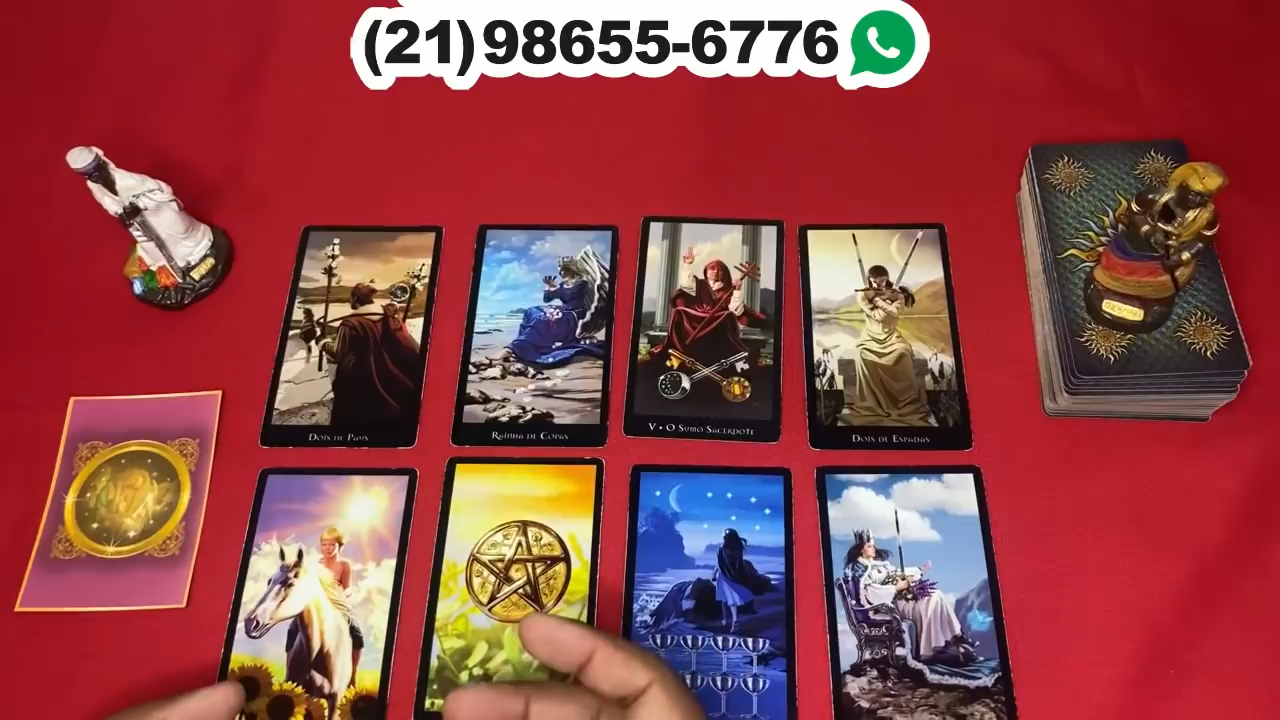 (21)98655-6776
Dois de Paus
Rainha de Copas
V • O Sumo Sacerdote
Dois de Espadas